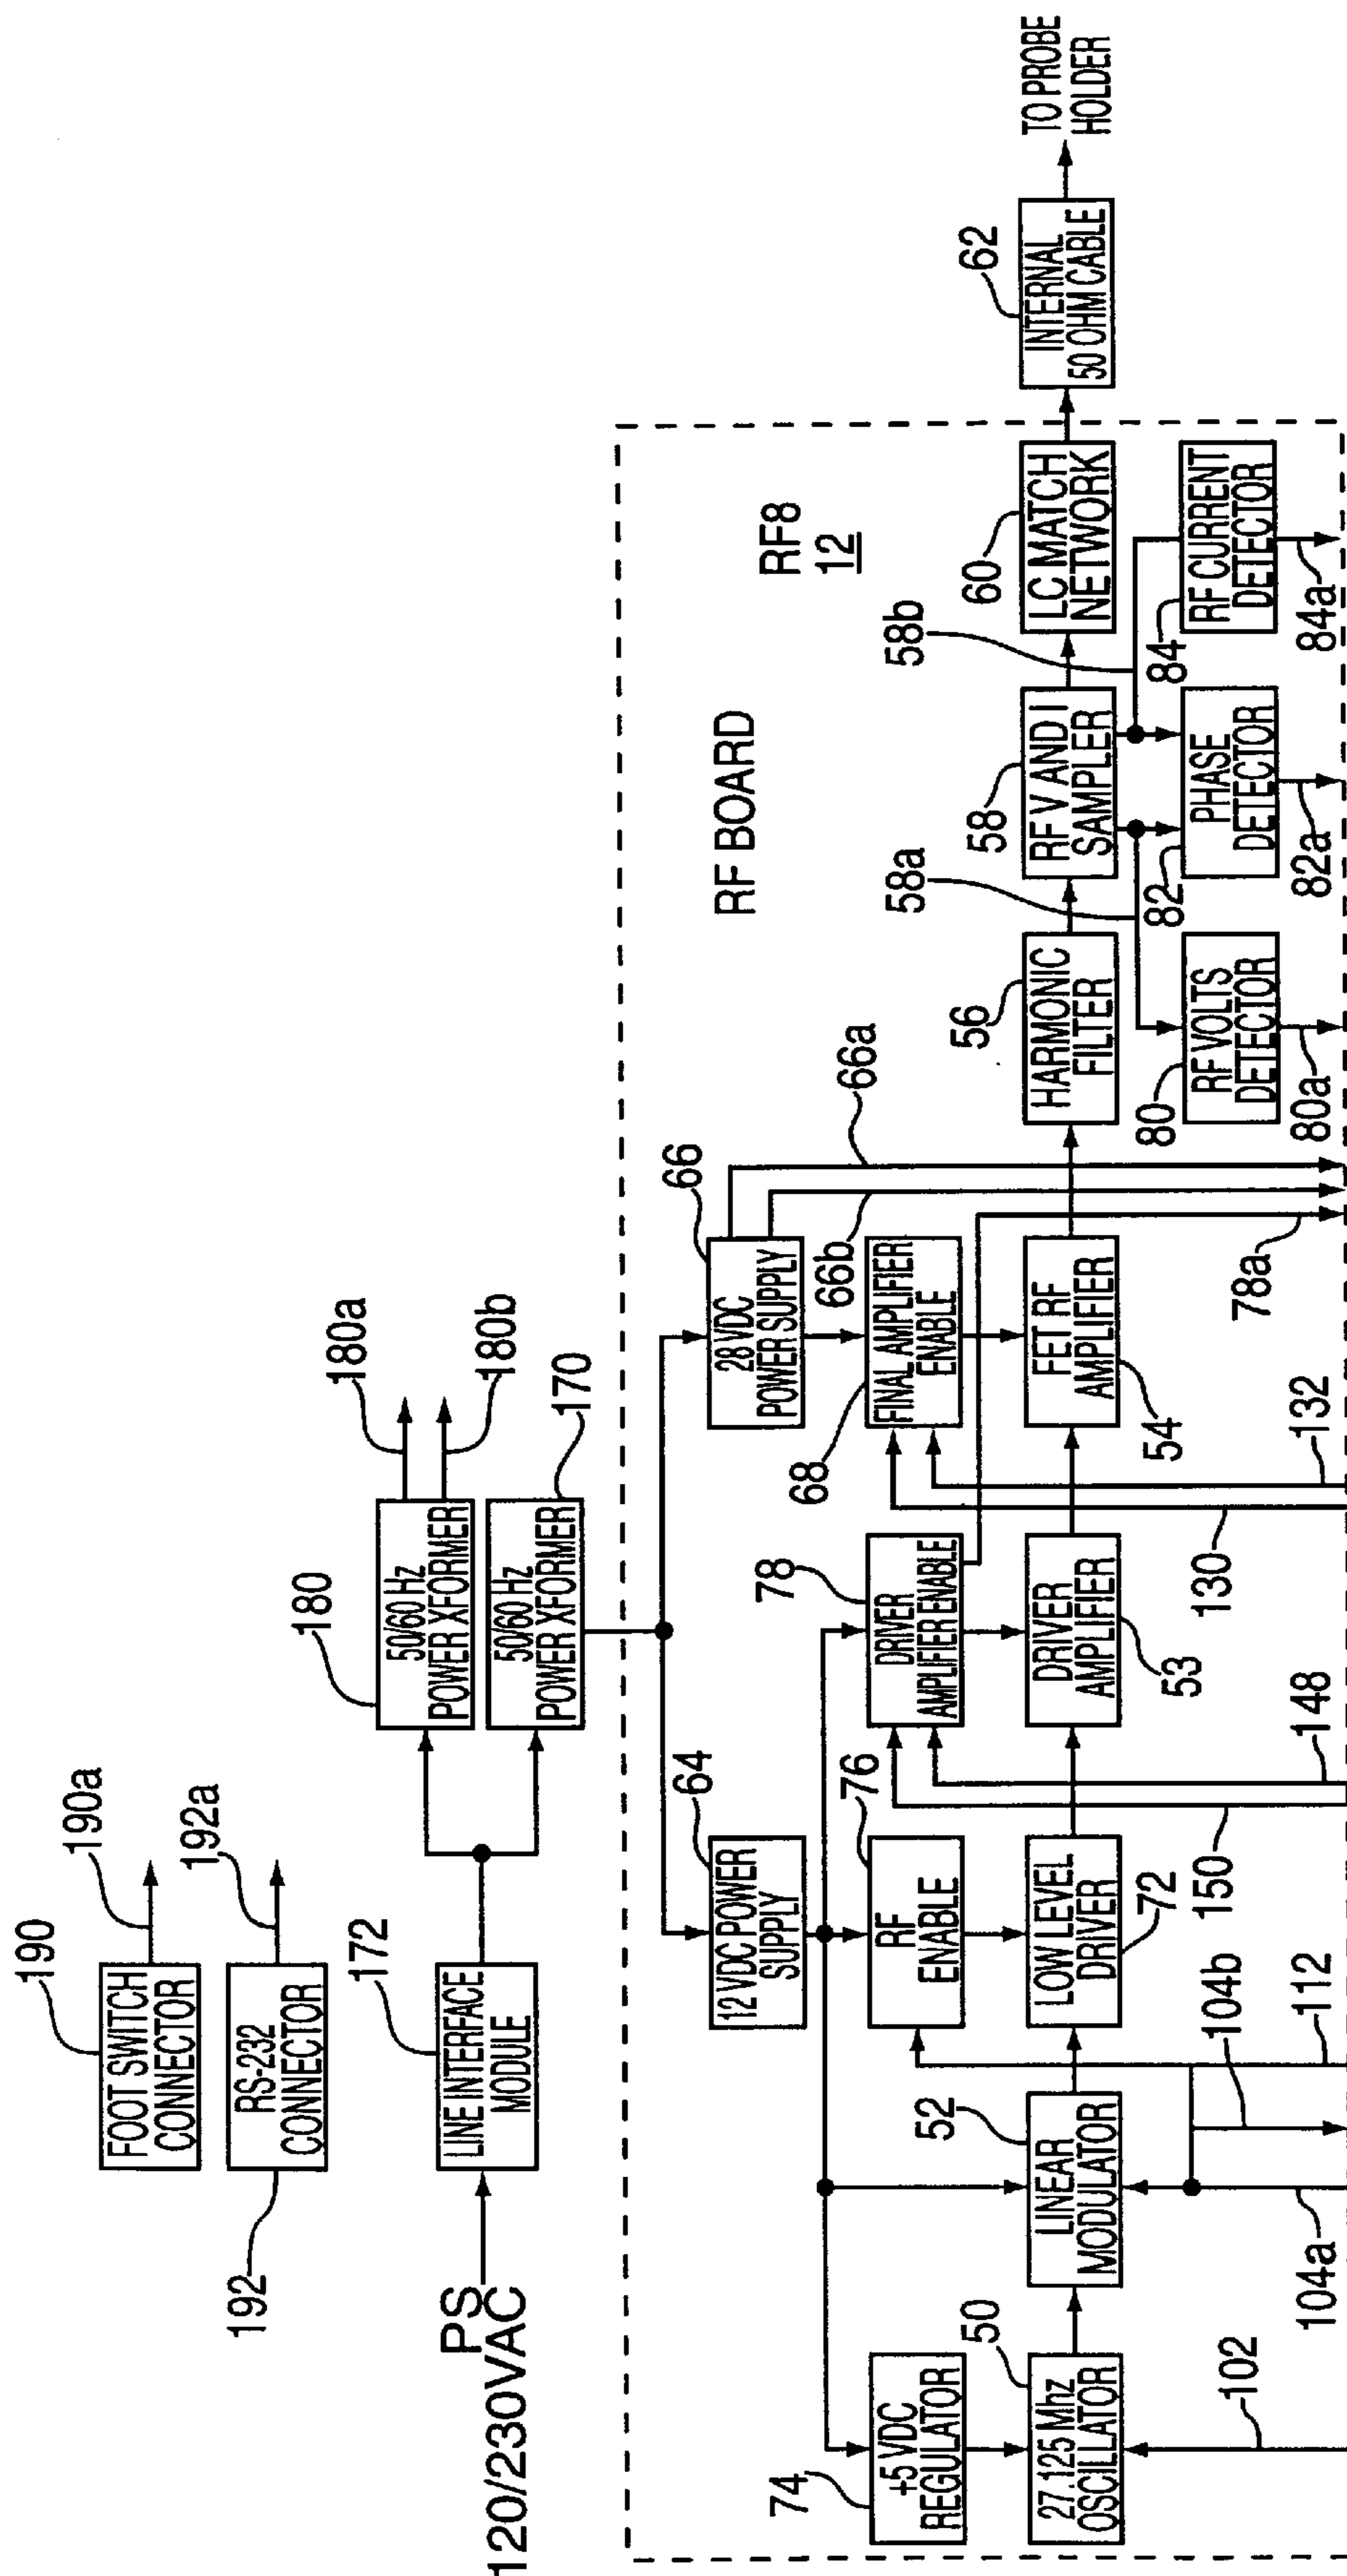 190
FOOT SWITCH
CONNECTOR
190a
192
RS-232
CONNECTOR
192a
PS
120/230VAC
172
LINE INTERFACE
MODULE
180
50/60 Hz
POWER XFORMER
180a
180b
50/60 Hz
POWER XFORMER
170
RF BOARD
RF8
12
64
12 VDC POWER
SUPPLY
66
28 VDC
POWER SUPPLY
66a
66b
74
+5 VDC
REGULATOR
76
RF
ENABLE
78
DRIVER
AMPLIFIER ENABLE
68
FINAL AMPLIFIER
ENABLE
58a
58b
50
27.125 Mhz
OSCILLATOR
52
LINEAR
MODULATOR
LOW LEVEL
DRIVER
72
DRIVER
AMPLIFIER
53
FET RF
AMPLIFIER
54
56
HARMONIC
FILTER
58
RF V AND I
SAMPLER
60
LC MATCH
NETWORK
62
INTERNAL
50 OHM CABLE
TO PROBE
HOLDER
80
RF VOLTS
DETECTOR
82
PHASE
DETECTOR
84
RF CURRENT
DETECTOR
102
104a
104b
112
150
148
130
132
78a
80a
82a
84a